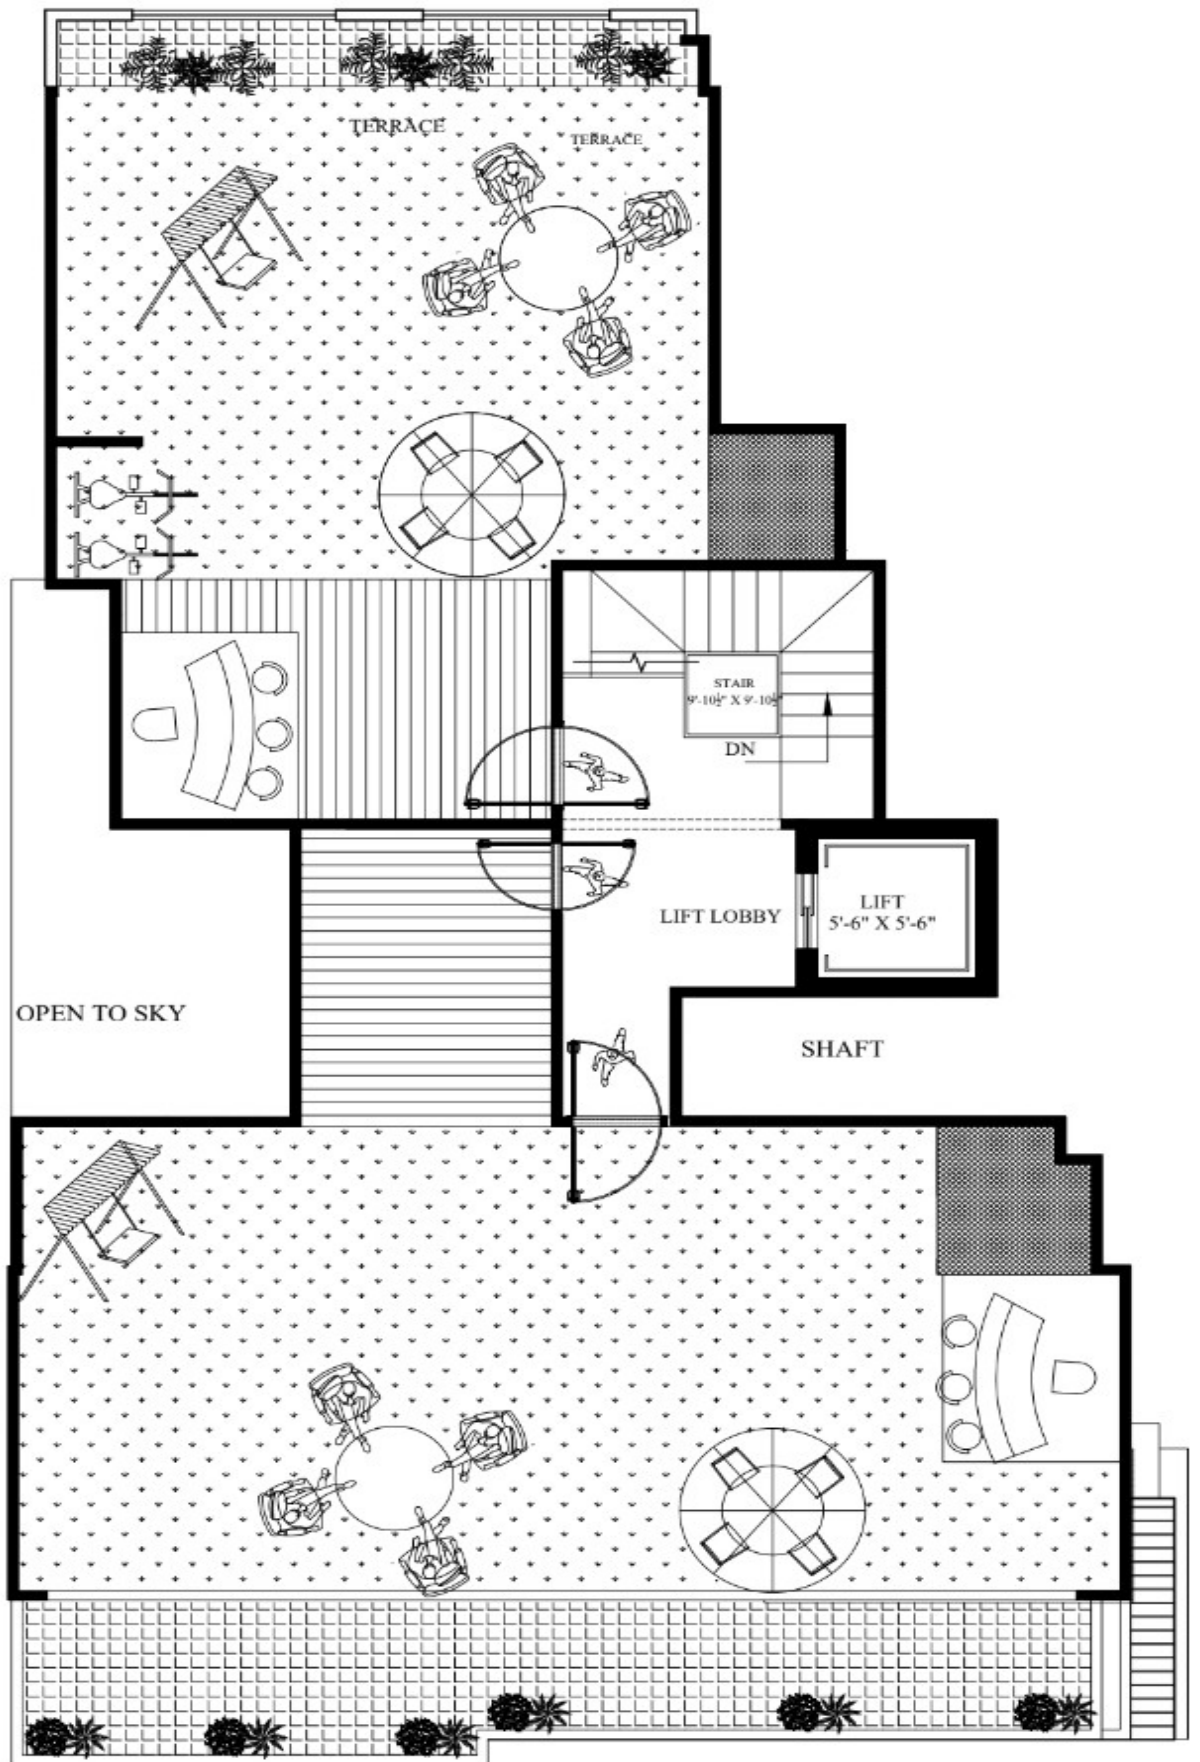 TERRACE
TERRACE
STAIR
9'-10½" X 9'-10½"
DN
LIFT LOBBY
LIFT
5'-6" X 5'-6"
OPEN TO SKY
SHAFT